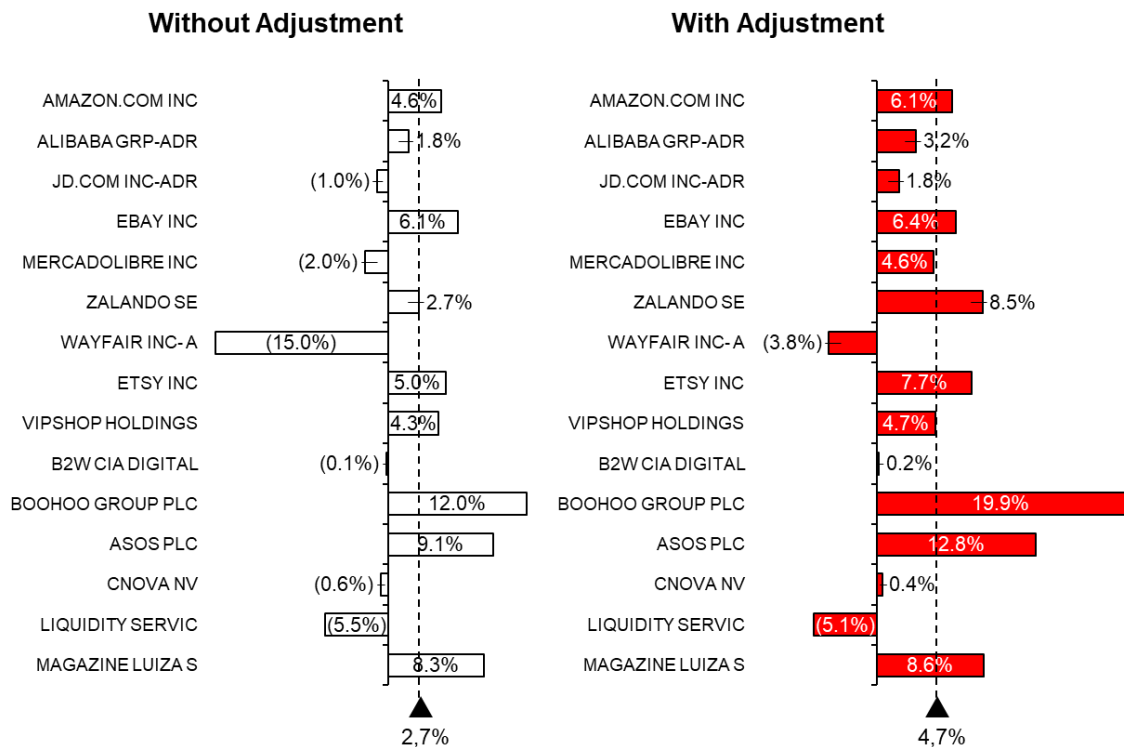 Without Adjustment
AMAZON.COM INC 4.6%
ALIBABA GRP-ADR 1.8%
JD.COM INC-ADR (1.0%)
EBAY INC 6.1%
MERCADOLIBRE INC (2.0%)
ZALANDO SE 2.7%
WAYFAIR INC- A (15.0%)
ETSY INC 5.0%
VIPSHOP HOLDINGS 4.3%
B2W CIA DIGITAL (0.1%)
BOOHOO GROUP PLC 12.0%
ASOS PLC 9.1%
CNOVA NV (0.6%)
LIQUIDITY SERVIC (5.5%)
MAGAZINE LUIZA S 8.3%
2,7%
With Adjustment
AMAZON.COM INC 6.1%
ALIBABA GRP-ADR 3.2%
JD.COM INC-ADR 1.8%
EBAY INC 6.4%
MERCADOLIBRE INC 4.6%
ZALANDO SE 8.5%
WAYFAIR INC- A (3.8%)
ETSY INC 7.7%
VIPSHOP HOLDINGS 4.7%
B2W CIA DIGITAL 0.2%
BOOHOO GROUP PLC 19.9%
ASOS PLC 12.8%
CNOVA NV 0.4%
LIQUIDITY SERVIC (5.1%)
MAGAZINE LUIZA S 8.6%
4,7%